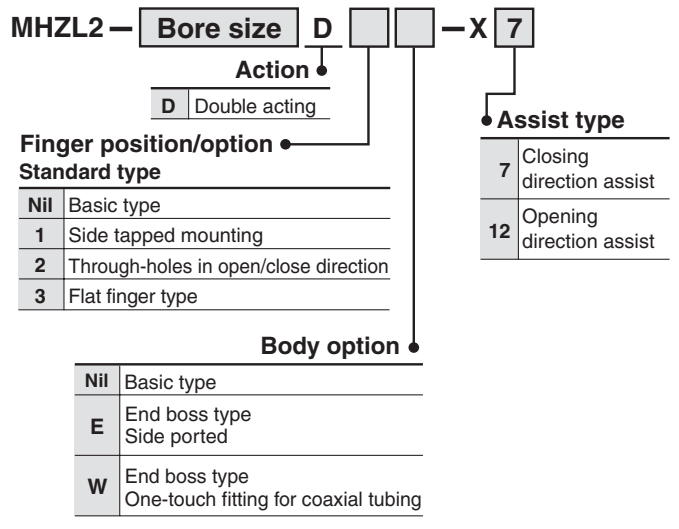 MHZL2 — Bore size D — X 7
Action
D Double acting
Finger position/option
Standard type
Nil Basic type
1 Side tapped mounting
2 Through-holes in open/close direction
3 Flat finger type
Assist type
7 Closing
direction assist
12 Opening
direction assist
Body option
Nil Basic type
E End boss type
Side ported
W End boss type
One-touch fitting for coaxial tubing